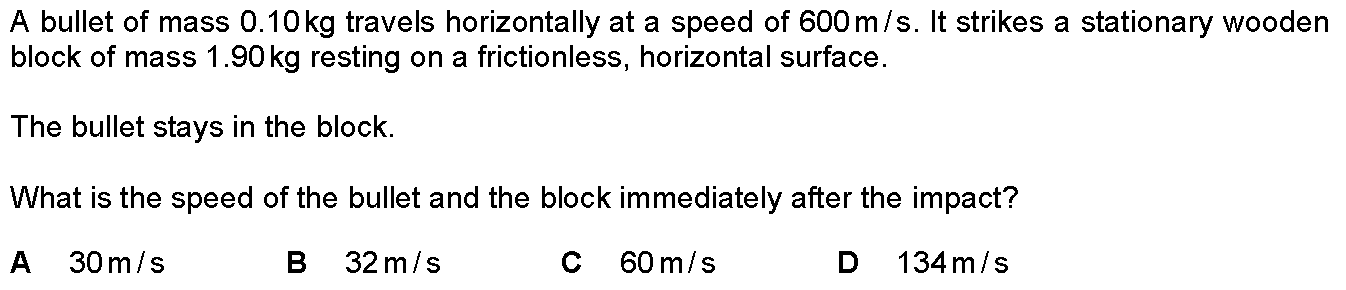 A bullet of mass 0.10 kg travels horizontally at a speed of 600 m / s. It strikes a stationary wooden
block of mass 1.90 kg resting on a frictionless, horizontal surface.
The bullet stays in the block.
What is the speed of the bullet and the block immediately after the impact?
A 30 m / s B 32 m / s C 60 m / s D 134 m / s